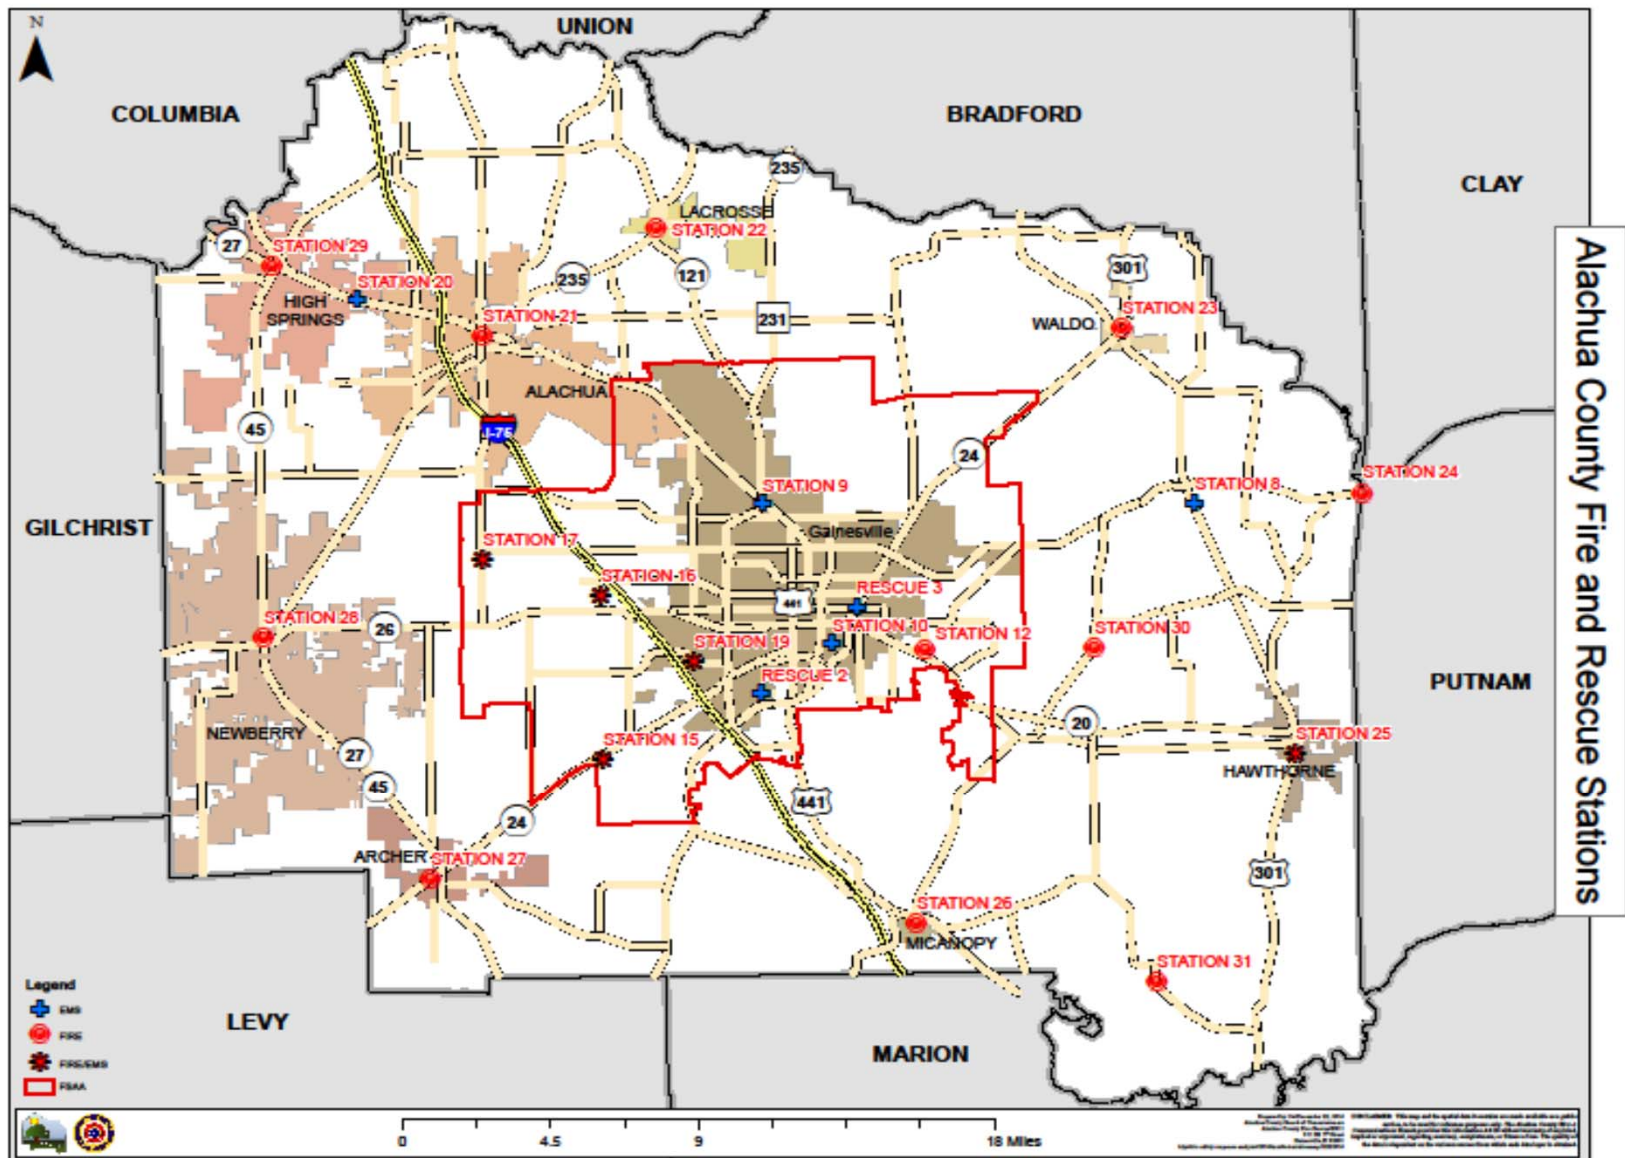 N
UNION
COLUMBIA
BRADFORD
CLAY
235
LACROSSE
STATION 22
27
STATION 29
STATION 20
HIGH
SPRINGS
235
121
301
STATION 23
WALDO
STATION 21
231
ALACHUA
45
I-75
24
STATION 9
STATION 8
STATION 24
GILCHRIST
Gainesville
STATION 17
STATION 16
RESCUE 3
441
STATION 28
26
STATION 19
STATION 10
STATION 12
STATION 30
RESCUE 2
PUTNAM
NEWBERRY
20
STATION 15
STATION 25
HAWTHORNE
27
45
441
24
ARCHER
STATION 27
301
STATION 26
MICANOPY
STATION 31
Legend
EMS
FIRE
FIRE/EMS
FSAA
LEVY
MARION
0
4.5
9
18 Miles
Alachua County Fire and Rescue Stations